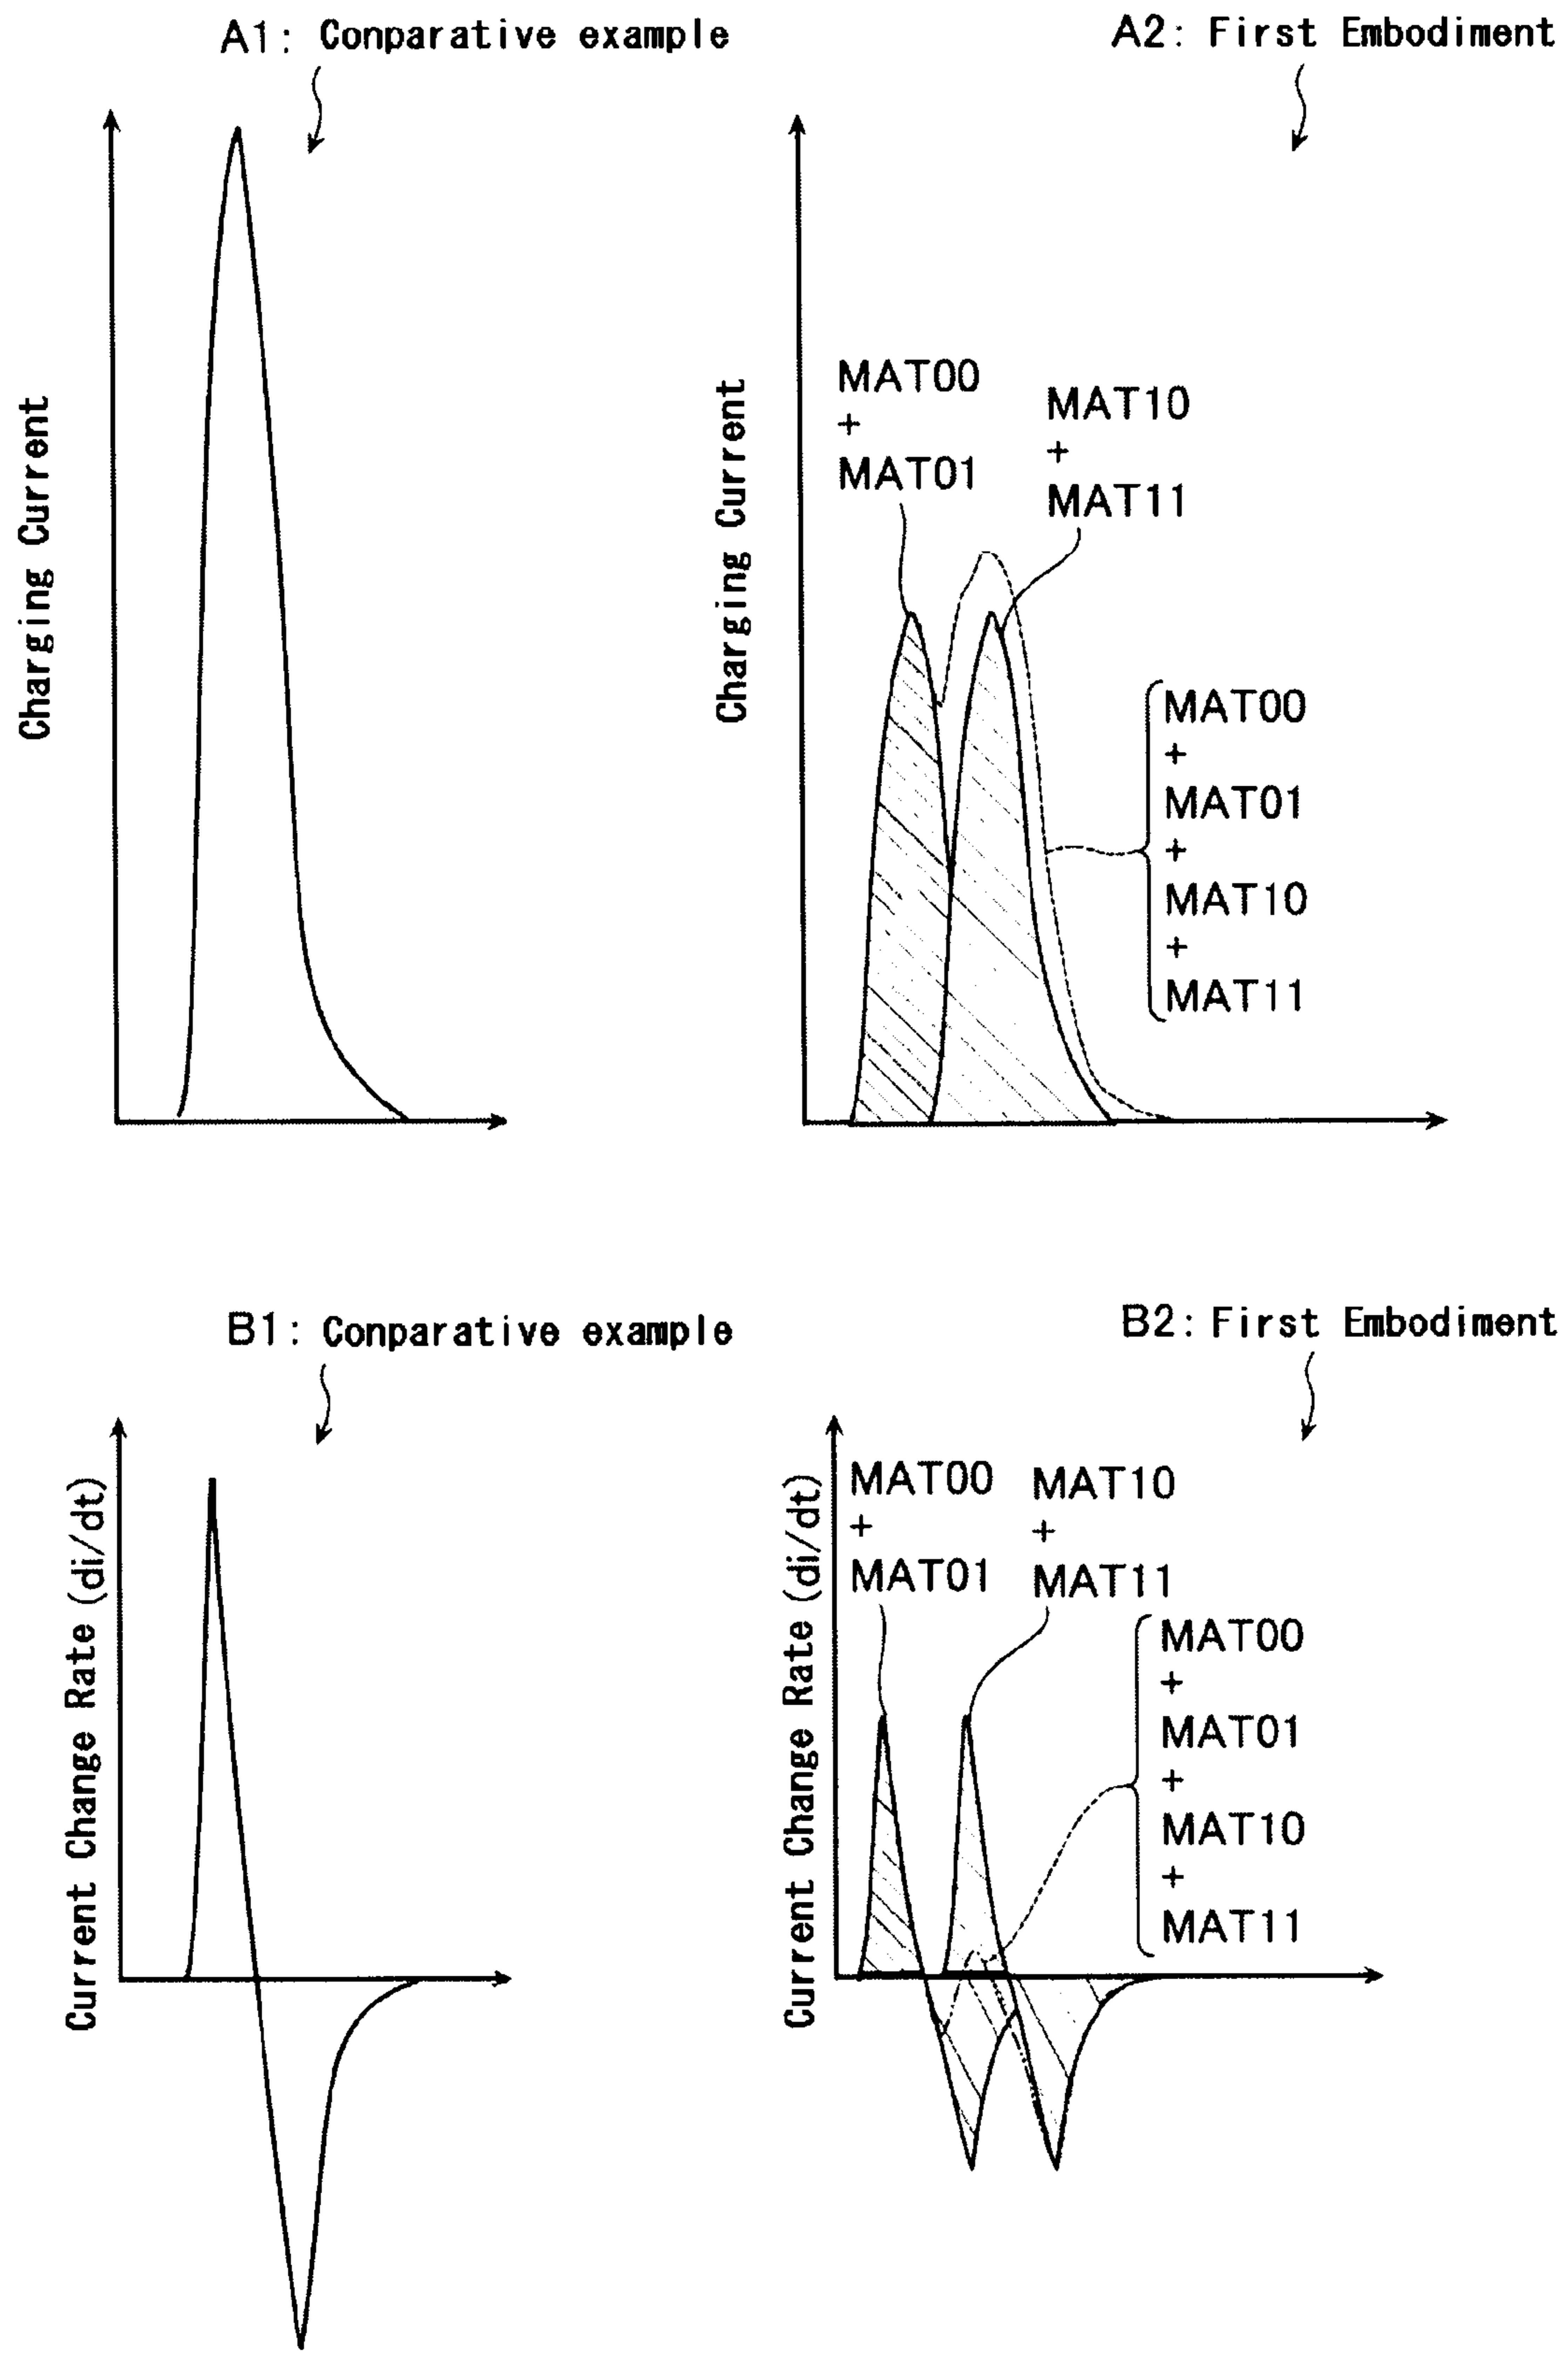 A1: Conparative example
Charging Current
A2: First Embodiment
Charging Current
MAT00
+
MAT01
MAT10
+
MAT11
MAT00
+
MAT01
+
MAT10
+
MAT11
B1: Conparative example
Current Change Rate (di/dt)
B2: First Embodiment
Current Change Rate (di/dt)
MAT00
+
MAT01
MAT10
+
MAT11
MAT00
+
MAT01
+
MAT10
+
MAT11